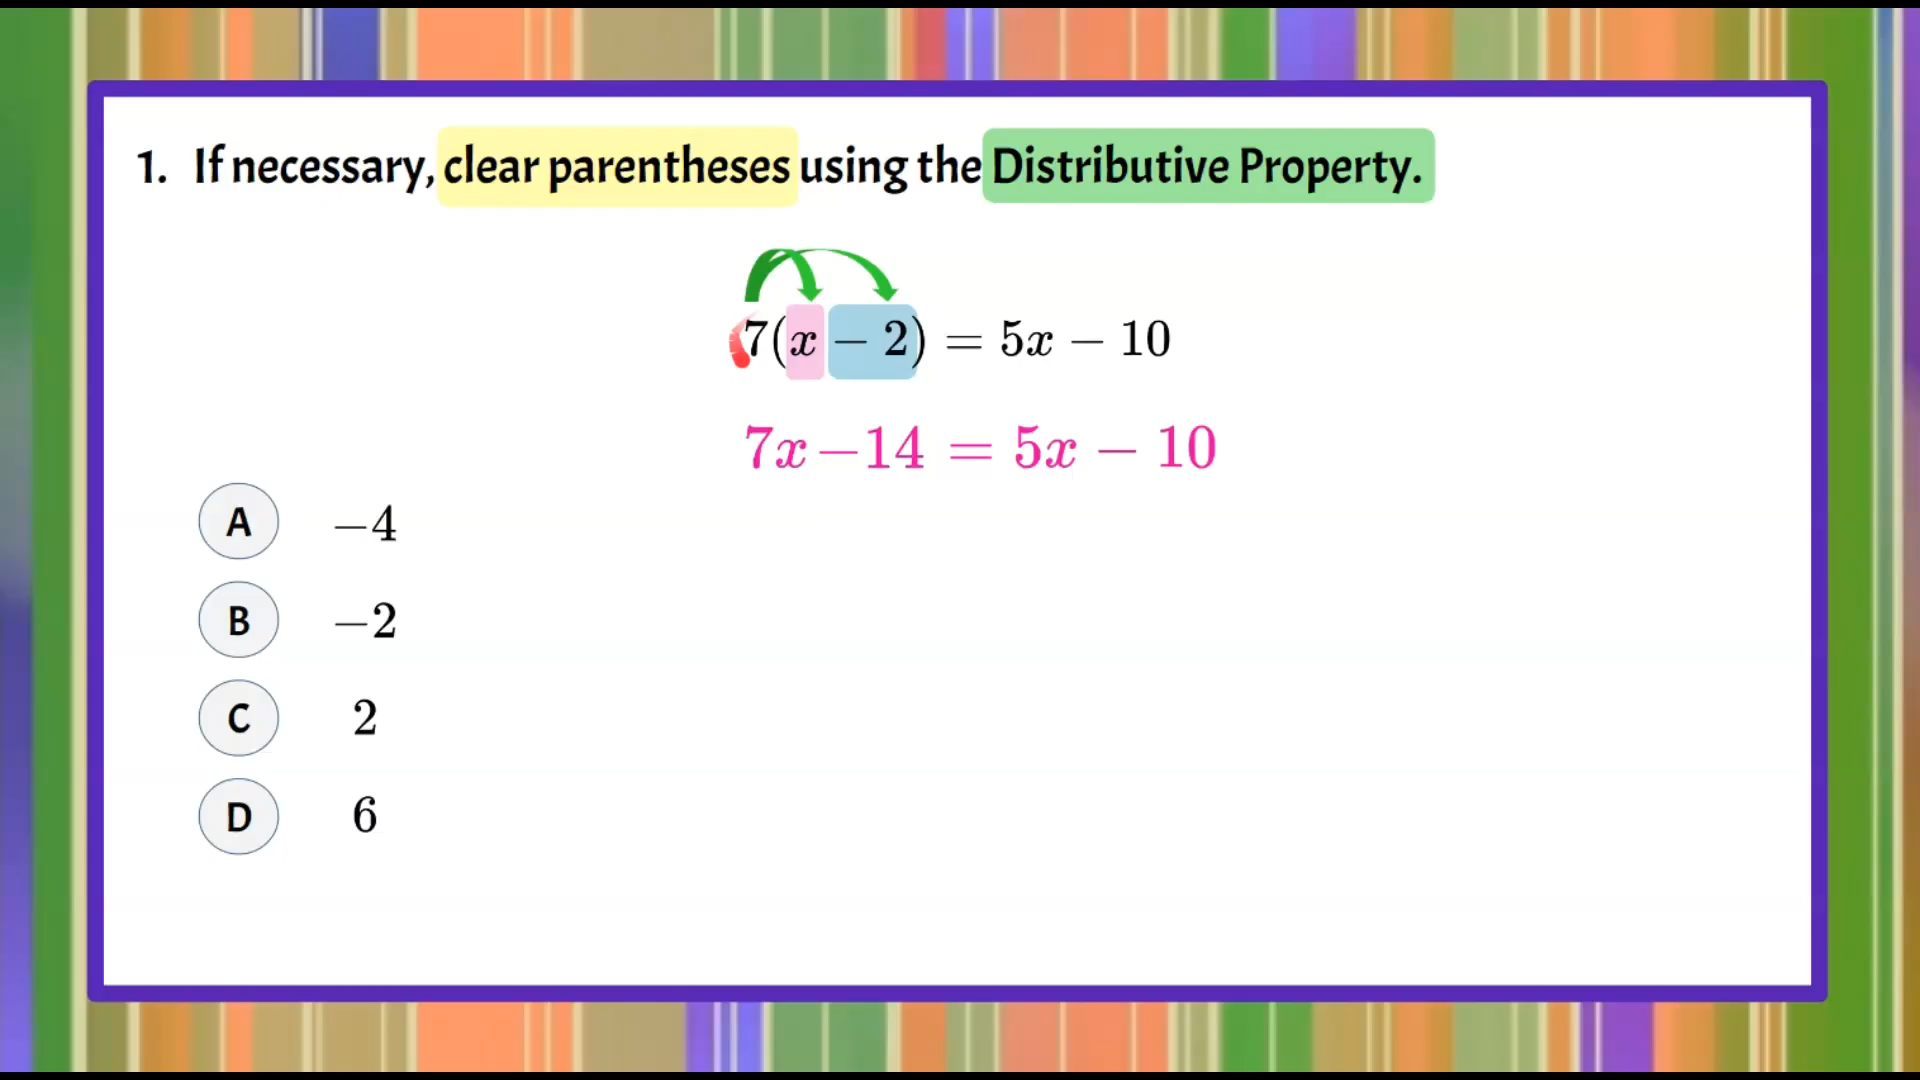 1. If necessary, clear parentheses using the Distributive Property.
7(x − 2) = 5x − 10
7x −14 = 5x − 10
A −4
B −2
C 2
D 6